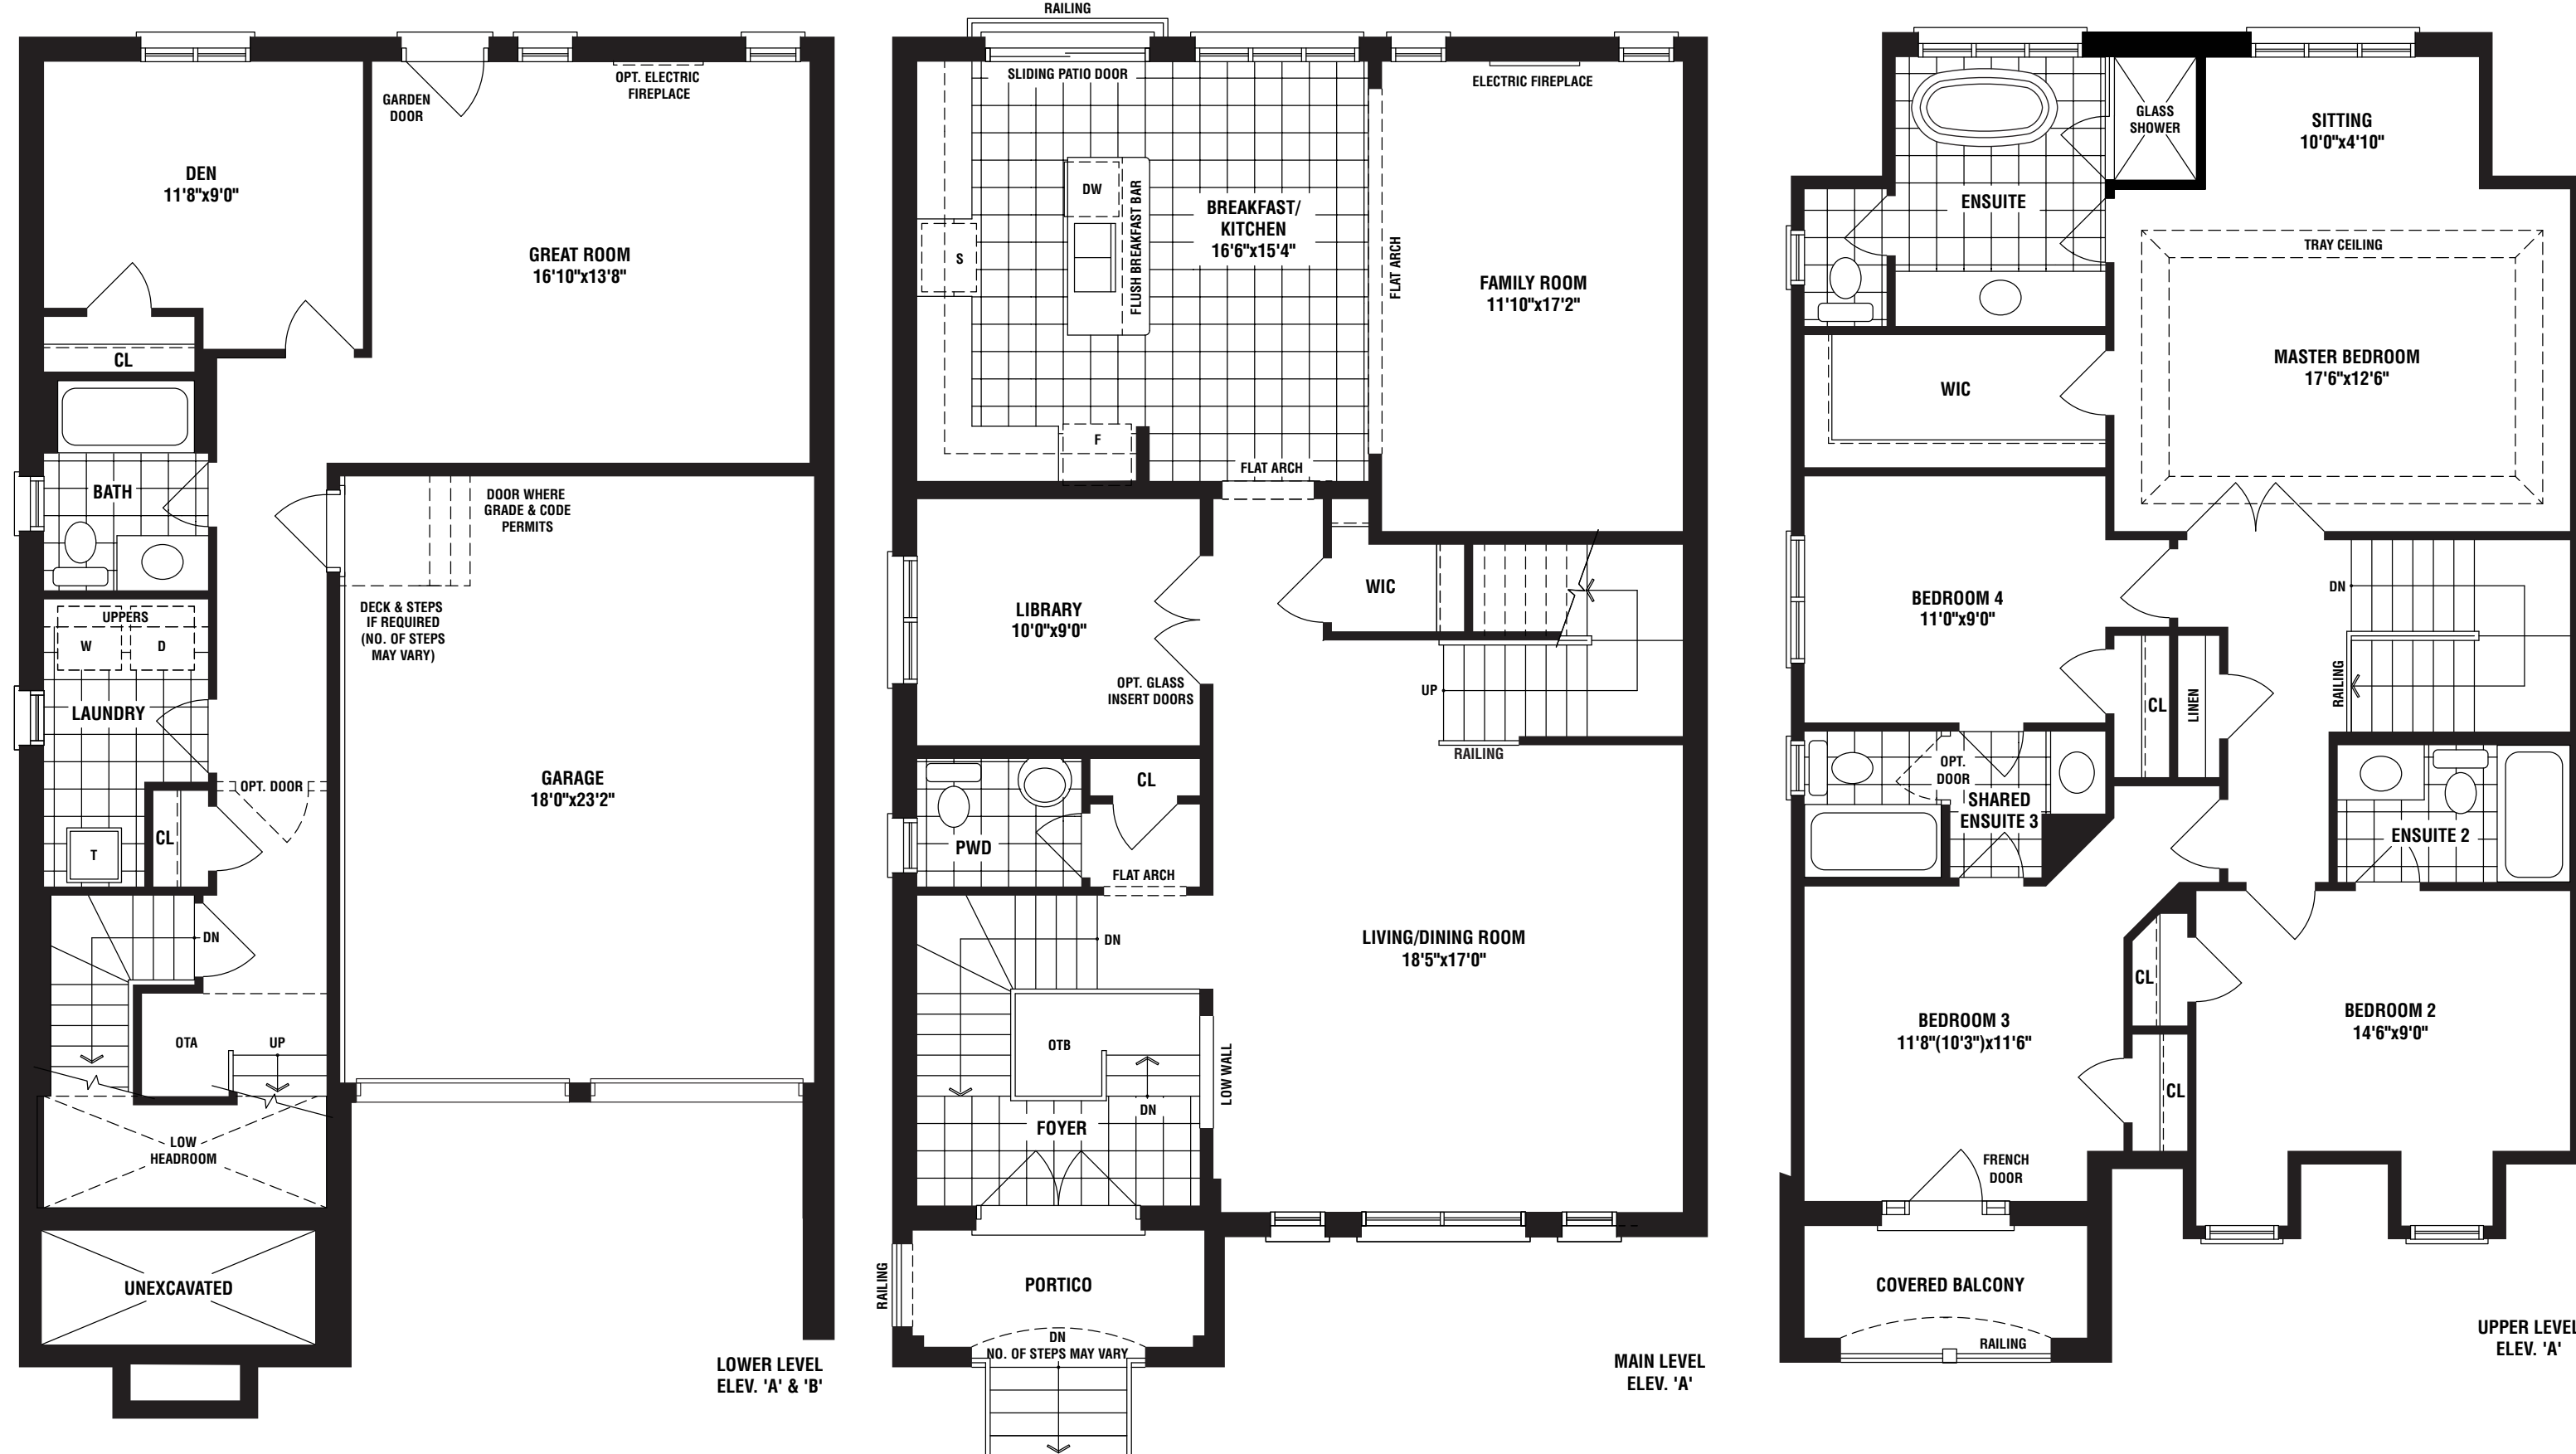 DEN
11'8"x9'0"
GARDEN
DOOR
OPT. ELECTRIC
FIREPLACE
GREAT ROOM
16'10"x13'8"
CL
BATH
DOOR WHERE
GRADE & CODE
PERMITS
DECK & STEPS
IF REQUIRED
(NO. OF STEPS
MAY VARY)
UPPERS
W
D
LAUNDRY
OPT. DOOR
CL
T
GARAGE
18'0"x23'2"
DN
OTA
UP
LOW
HEADROOM
UNEXCAVATED
LOWER LEVEL
ELEV. 'A' & 'B'
RAILING
SLIDING PATIO DOOR
ELECTRIC FIREPLACE
DW
FLUSH BREAKFAST BAR
BREAKFAST/
KITCHEN
16'6"x15'4"
S
FLAT ARCH
FAMILY ROOM
11'10"x17'2"
F
FLAT ARCH
LIBRARY
10'0"x9'0"
WIC
OPT. GLASS
INSERT DOORS
UP
RAILING
CL
PWD
FLAT ARCH
DN
LIVING/DINING ROOM
18'5"x17'0"
OTB
LOW WALL
DN
FOYER
RAILING
PORTICO
DN
NO. OF STEPS MAY VARY
MAIN LEVEL
ELEV. 'A'
GLASS
SHOWER
SITTING
10'0"x4'10"
ENSUITE
TRAY CEILING
MASTER BEDROOM
17'6"x12'6"
WIC
BEDROOM 4
11'0"x9'0"
DN
CL
LINEN
RAILING
OPT.
DOOR
SHARED
ENSUITE 3
ENSUITE 2
CL
BEDROOM 3
11'8"(10'3")x11'6"
BEDROOM 2
14'6"x9'0"
CL
FRENCH
DOOR
COVERED BALCONY
RAILING
UPPER LEVEL
ELEV. 'A'